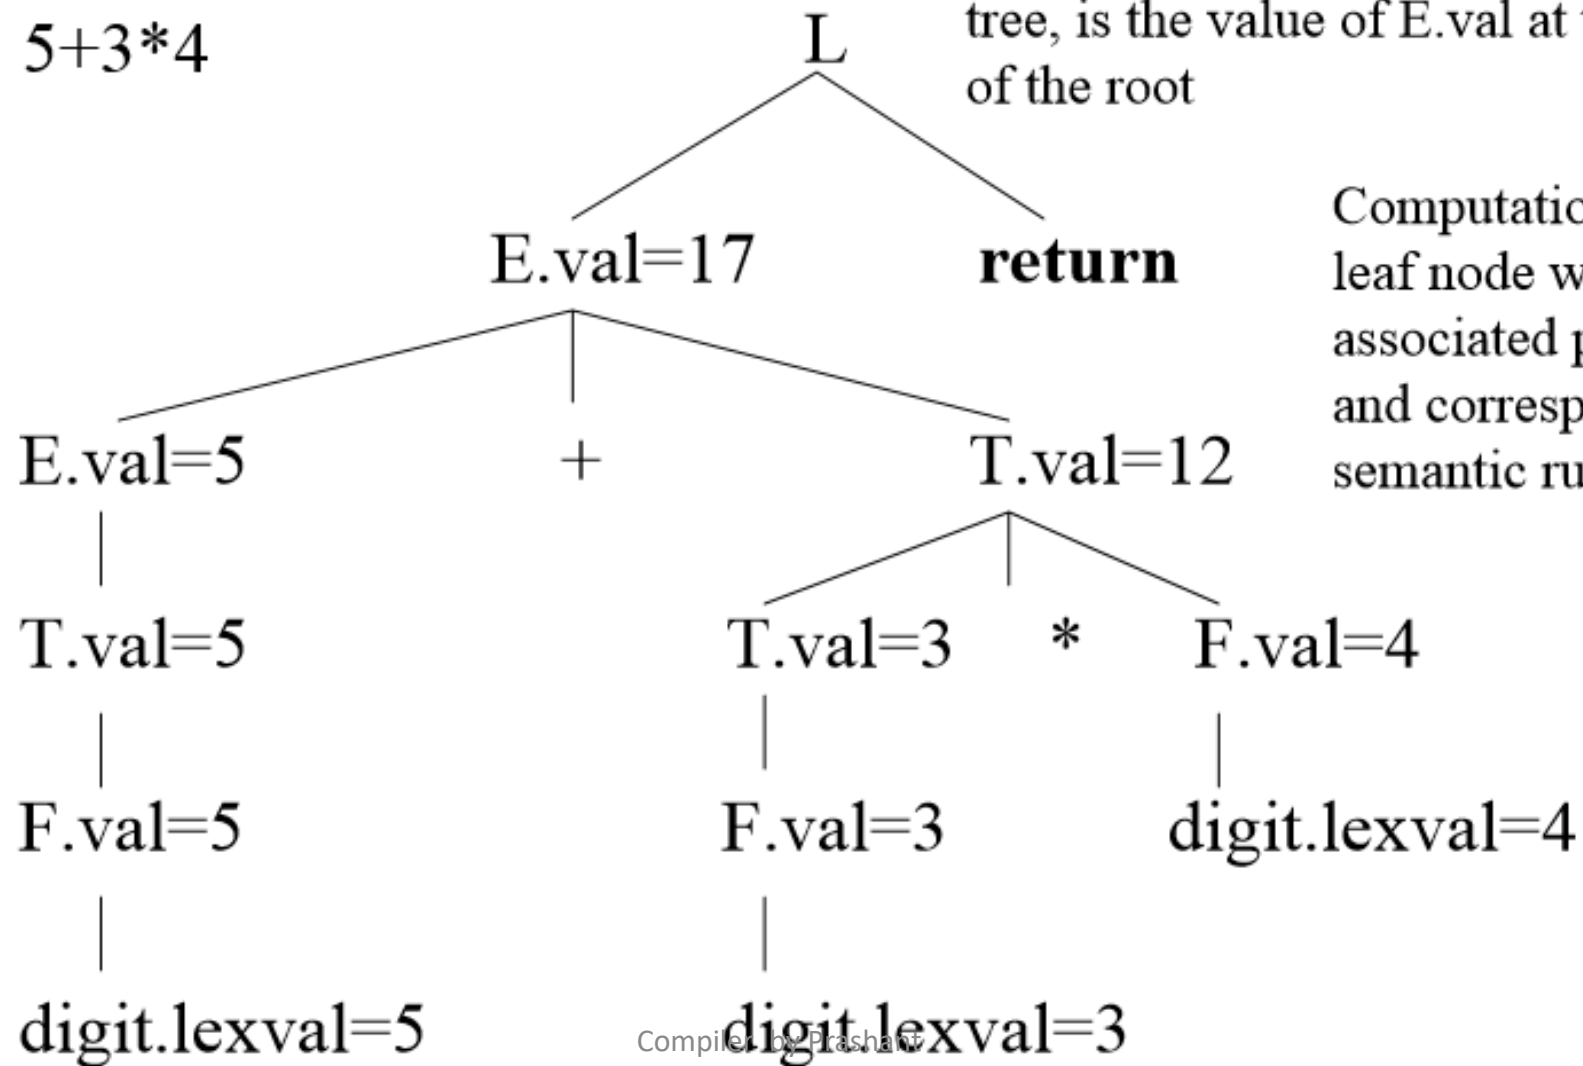 5+3*4
L
tree, is the value of E.val at
of the root
E.val=17
return
Computatio
leaf node w
associated p
and corresp
semantic ru
E.val=5
+
T.val=12
T.val=5
T.val=3
*
F.val=4
F.val=5
F.val=3
digit.lexval=4
digit.lexval=5
digit.lexval=3
Compiler by Prashant